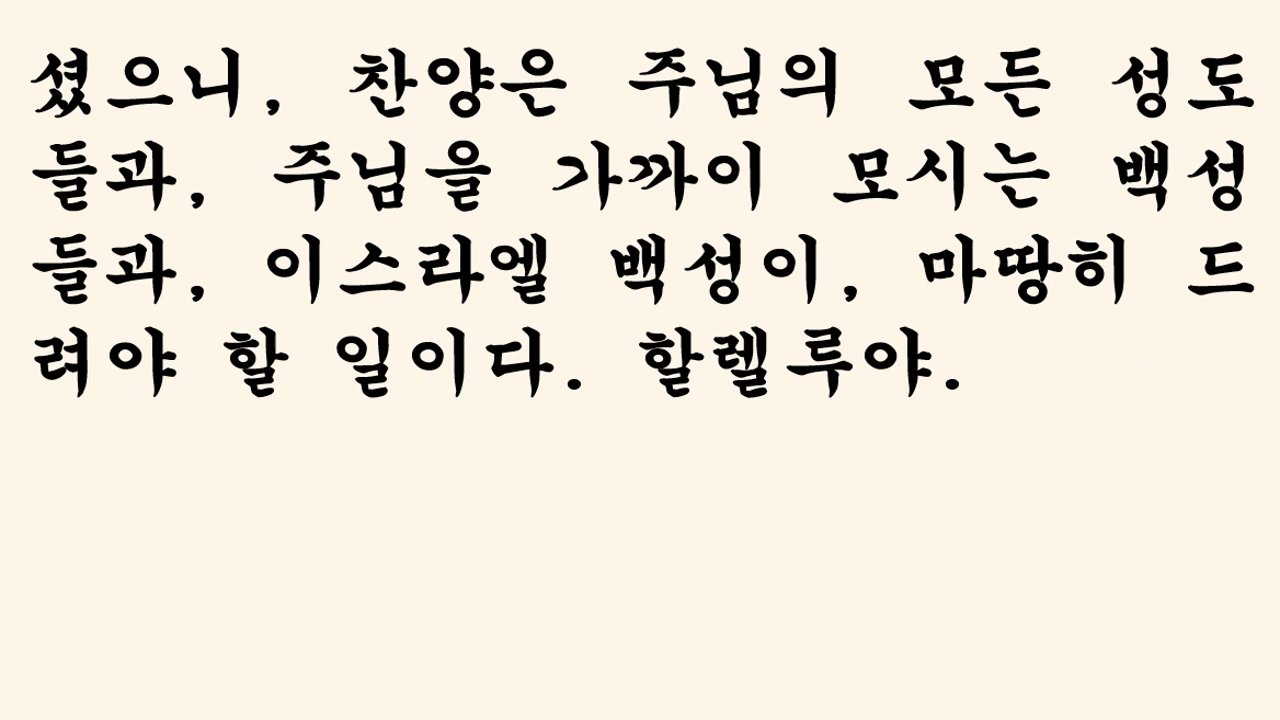 셨으니, 찬양은 주님의 모든 성도
들과, 주님을 가까이 모시는 백성
들과, 이스라엘 백성이, 마땅히 드
려야 할 일이다. 할렐루야.